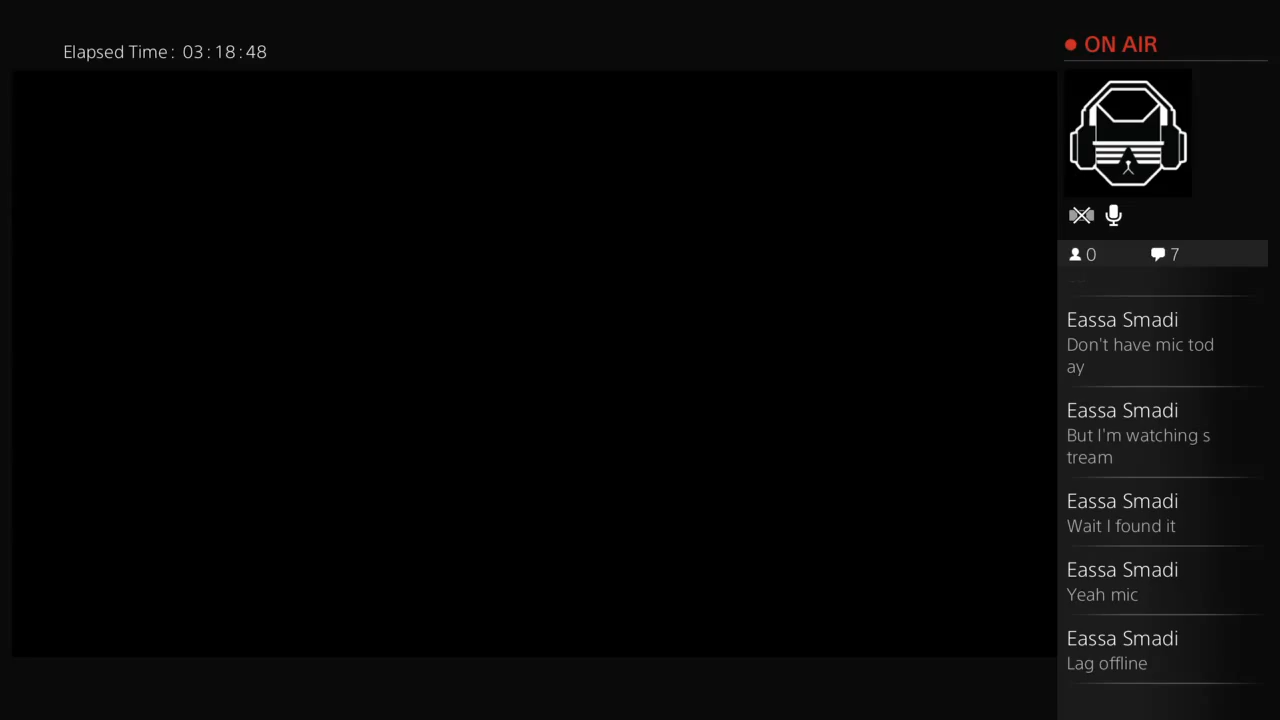 Elapsed Time: 03:18:48
ON AIR
0 7
Eassa Smadi
Don't have mic tod
ay
Eassa Smadi
But I'm watching s
tream
Eassa Smadi
Wait I found it
Eassa Smadi
Yeah mic
Eassa Smadi
Lag offline